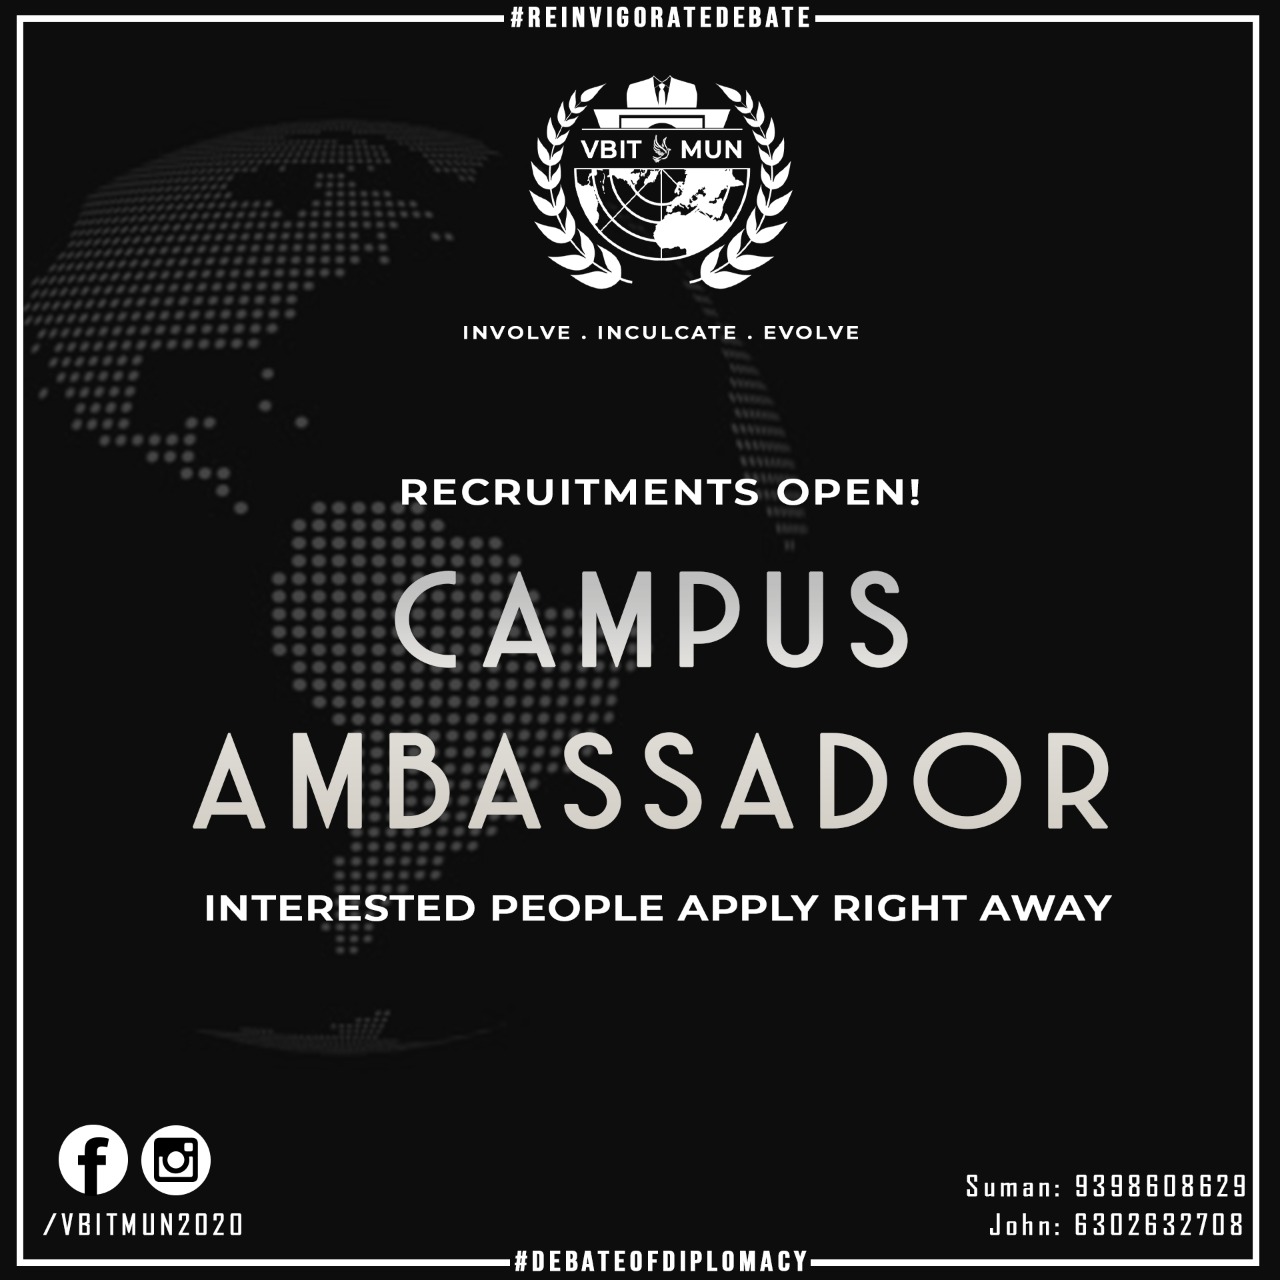 #REINVIGORATEDEBATE
VBIT MUN
INVOLVE . INCULCATE . EVOLVE
RECRUITMENTS OPEN!
CAMPUS
AMBASSADOR
INTERESTED PEOPLE APPLY RIGHT AWAY
/VBITMUN2020
Suman: 9398608629
John: 6302632708
#DEBATEOFDIPLOMACY